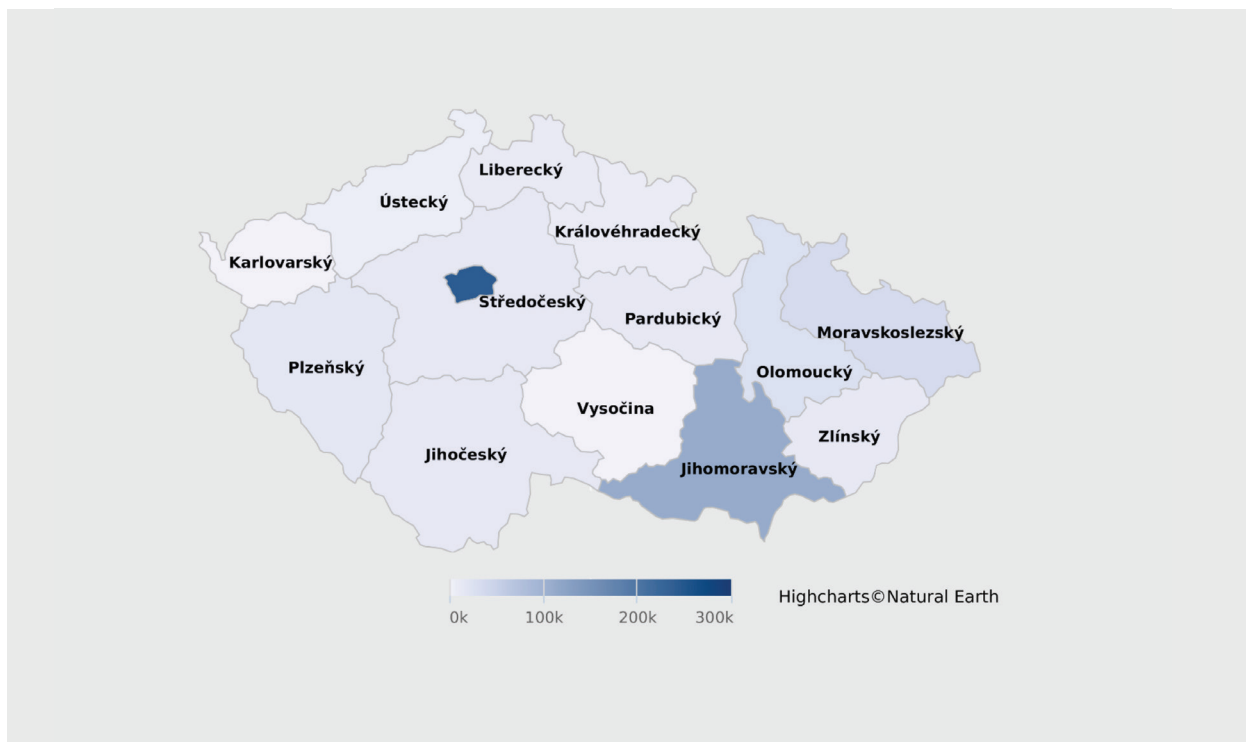 Liberecký
Ústecký
Královéhradecký
Karlovarský
Středočeský
Pardubický
Moravskoslezský
Plzeňský
Olomoucký
Vysočina
Zlínský
Jihočeský
Jihomoravský
Highcharts©Natural Earth
0k 100k 200k 300k